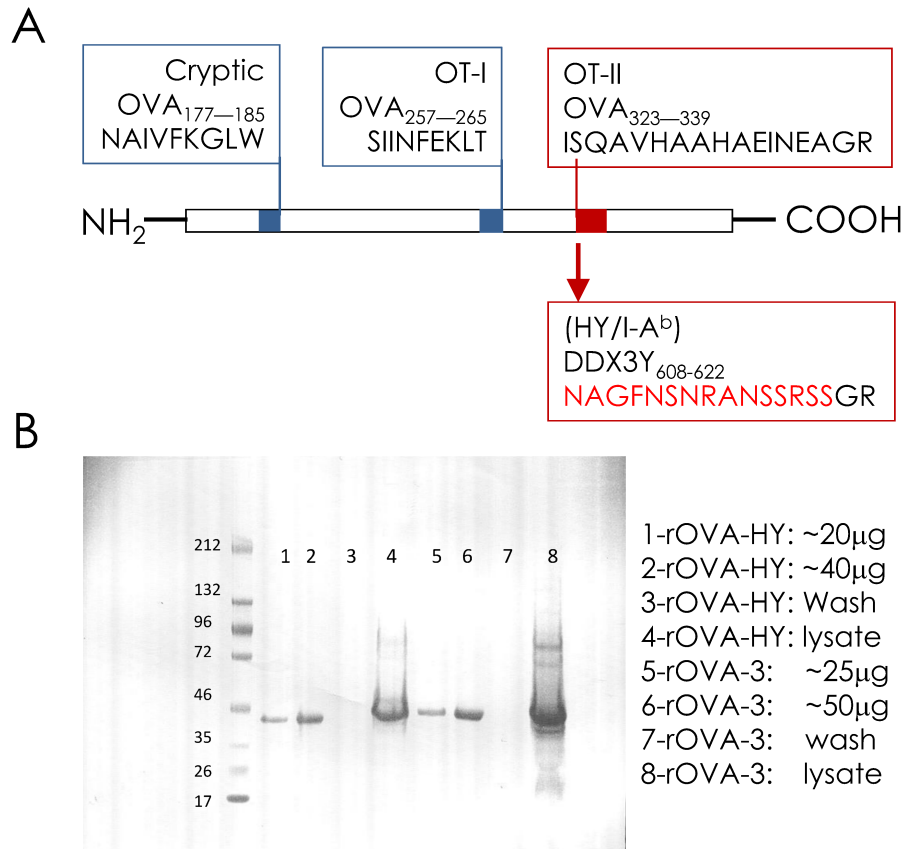 A
Cryptic
OVA177—185
NAIVFKGLW
OT-I
OVA257—265
SIINFEKLT
OT-II
OVA323—339
ISQAVHAAHAEINEAGR
NH2
COOH
(HY/I-Ab)
DDX3Y608-622
NAGFNSNRANSSRSSGR
B
212
132
96
72
46
35
26
17
1 2 3 4 5 6 7 8
1-rOVA-HY: ~20μg
2-rOVA-HY: ~40μg
3-rOVA-HY: Wash
4-rOVA-HY: lysate
5-rOVA-3: ~25μg
6-rOVA-3: ~50μg
7-rOVA-3: wash
8-rOVA-3: lysate